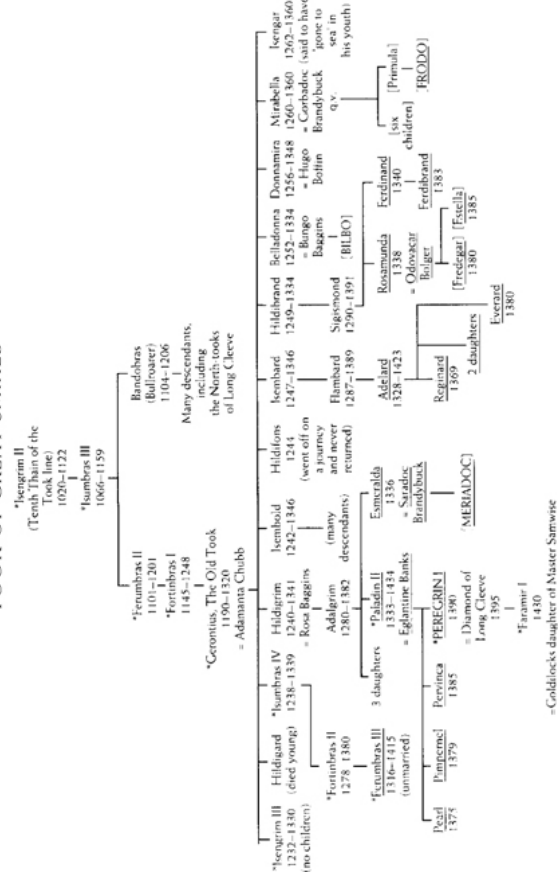 *Isengrim II
(Tenth Thain of the
Took line)
1020–1122
*Isumbras III
1066–1159
*Ferumbras II
1101–1201
*Fortinbras I
1145–1248
*Gerontius, The Old Took
1190–1320
= Adamanta Chubb
Bandobras
(Bullroarer)
1104–1206
Many descendants,
including
the North-tooks
of Long Cleeve
*Isengrim III
1232–1330
(no children)
Hildigard
(died young)
*Isumbras IV
1238–1339
Hildigrim
1240–1341
= Rosa Baggins
Isembold
1242–1346
(many
descendants)
Hildifons
1244
(went off on
a journey
and never
returned)
Isembard
1247–1346
Hildibrand
1249–1334
Belladonna
1252–1334
= Bungo
Baggins
[BILBO]
Donnamira
1256–1348
= Hugo
Boffin
Mirabella
1260–1360
= Gorbadoc
Brandybuck
q.v.
Isengar
1262–1360
(said to have
'gone to
sea' in
his youth)
*Fortinbras II
1278 1380
Adalgrim
1280–1382
Flambard
1287–1389
Sigismond
1290–1391
[six
children]
[Primula]
[FRODO]
*Ferumbras III
1316–1415
(unmarried)
3 daughters
*Paladin II
1333–1434
= Eglantine Banks
Esmeralda
1336
= Saradoc
Brandybuck
[MERIADOC]
Adelard
1328–1423
Rosamunda
1338
= Odovacar
Bolger
Ferdinand
1340
Ferdibrand
1383
Reginard
1369
2 daughters
Everard
1380
[Fredegar]
1380
[Estella]
1385
Pearl
1375
Pimpernel
1379
Pervinca
1385
*PEREGRIN I
1390
= Diamond of
Long Cleeve
1395
*Faramir I
1430
= Goldilocks daughter of Master Samwise